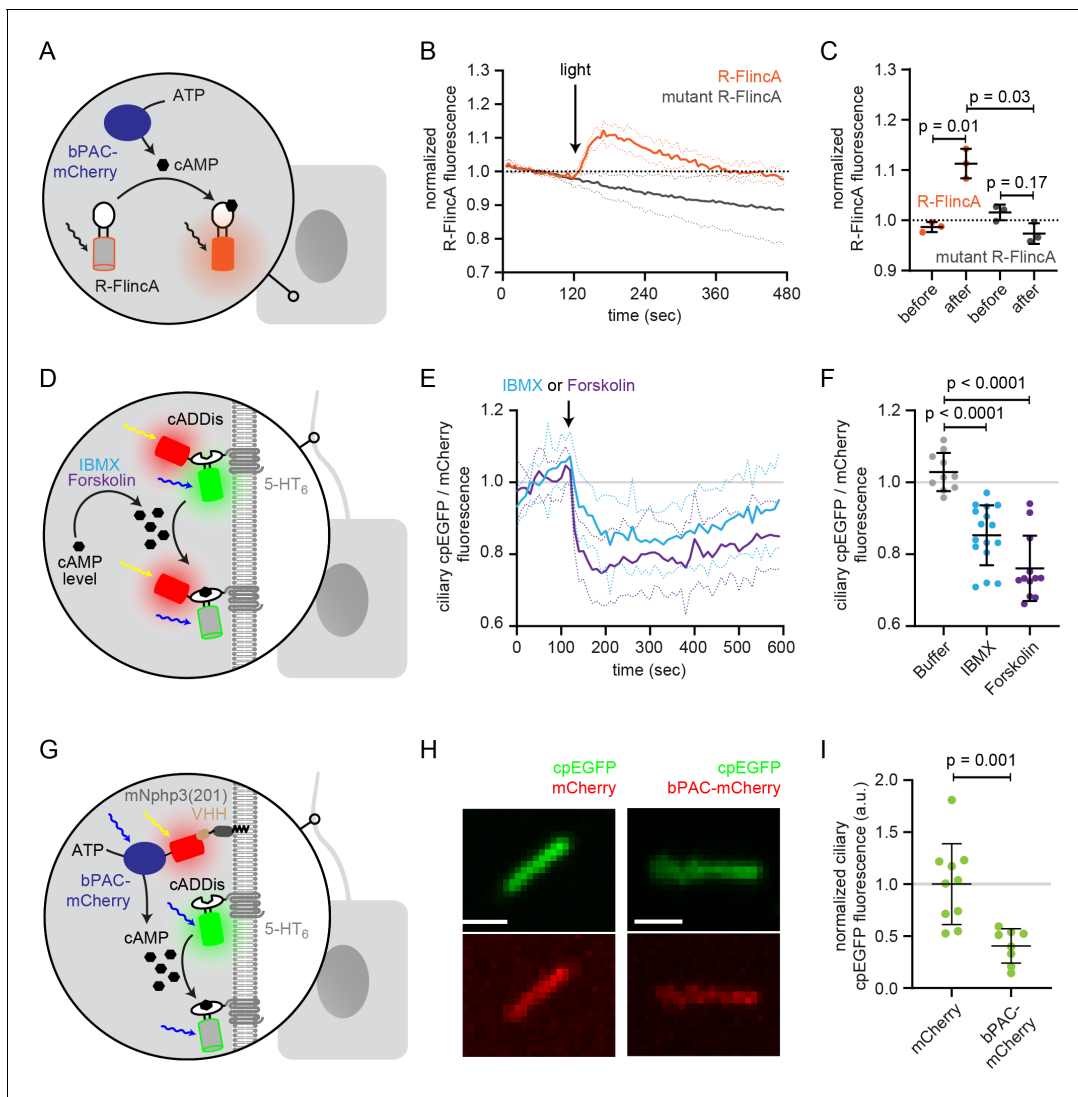 A
ATP
bPAC-
mCherry
cAMP
R-FlincA
B
light
R-FlincA
mutant R-FlincA
normalized
R-FlincA fluorescence
1.3
1.2
1.1
1.0
0.9
0.8
0.7
0
120
240
360
480
time (sec)
C
normalized
R-FlincA fluorescence
1.3
1.2
1.1
1.0
0.9
p = 0.03
p = 0.01
p = 0.17
R-FlincA
mutant R-FlincA
before
after
before
after
D
cADDis
IBMX
Forskolin
5-HT6
cAMP
level
E
IBMX or Forskolin
ciliary cpEGFP / mCherry
fluorescence
1.2
1.0
0.8
0.6
0
100
200
300
400
500
600
time (sec)
F
ciliary cpEGFP / mCherry
fluorescence
1.2
1.0
0.8
0.6
p < 0.0001
p < 0.0001
Buffer
IBMX
Forskolin
G
mNphp3(201)
VHH
ATP
bPAC-
mCherry
cADDis
cAMP
5-HT6
H
cpEGFP
mCherry
cpEGFP
bPAC-mCherry
I
normalized ciliary
cpEGFP fluorescence (a.u.)
2.0
1.5
1.0
0.5
0.0
p = 0.001
mCherry
bPAC-
mCherry